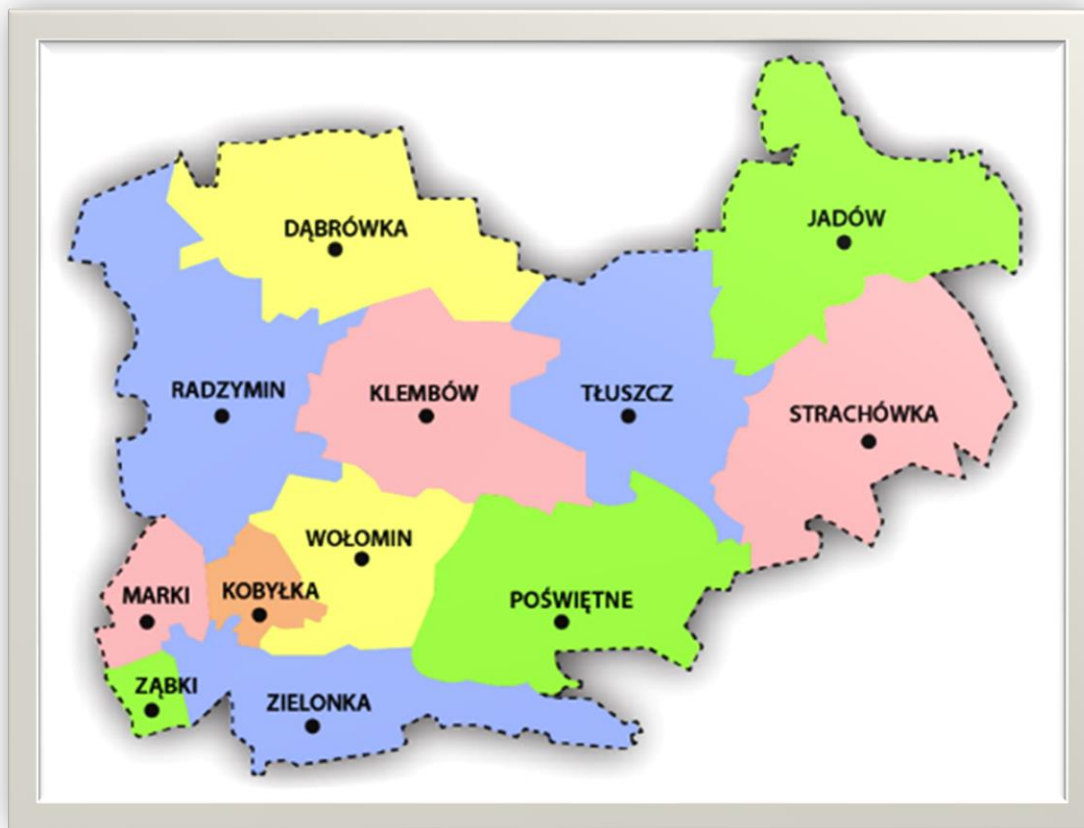 JADÓW
DĄBRÓWKA
RADZYMIN
KLEMBÓW
TŁUSZCZ
STRACHÓWKA
WOŁOMIN
MARKI
KOBYŁKA
POŚWIĘTNE
ZĄBKI
ZIELONKA